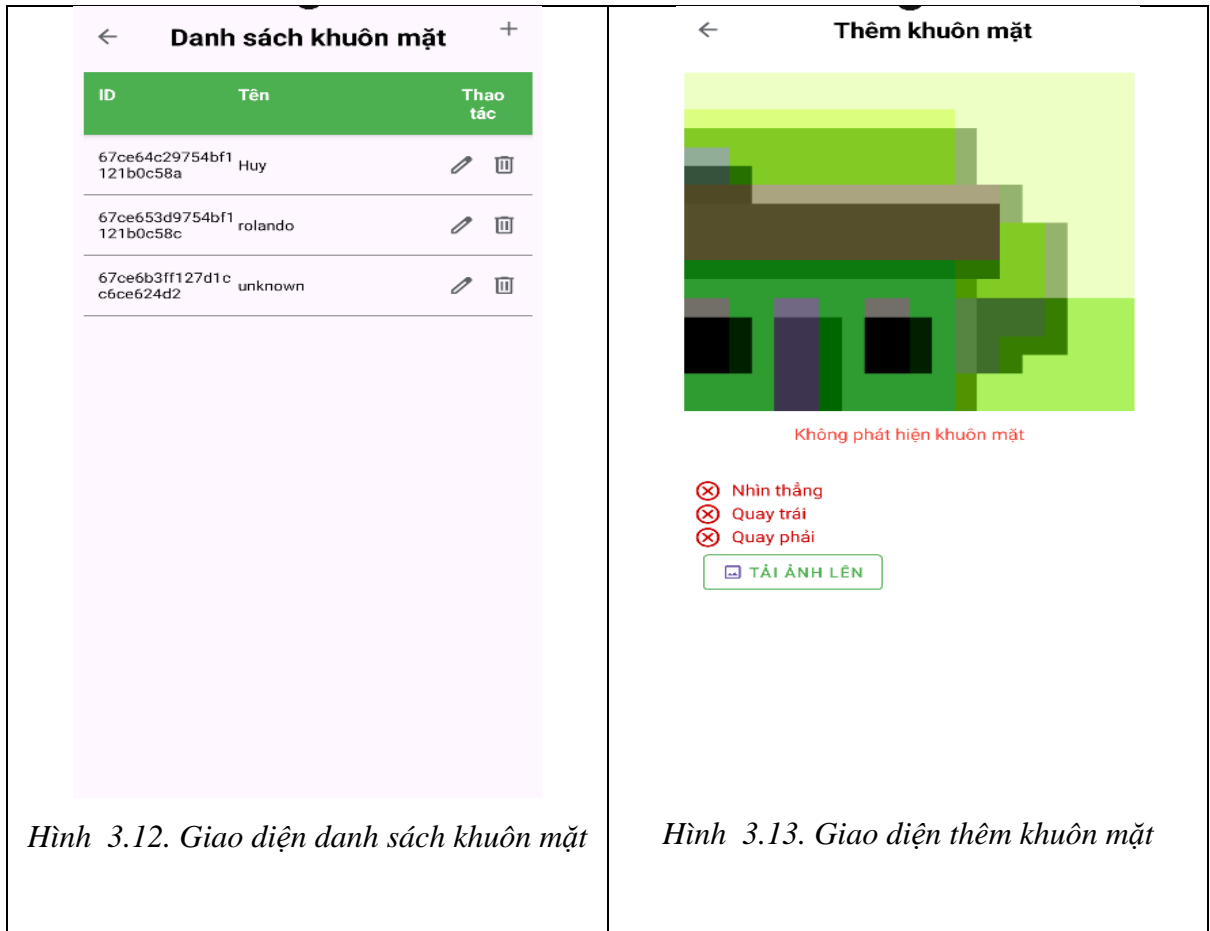 Danh sách khuôn mặt
ID Tên Thao
tác
67ce64c29754bf1
121b0c58a Huy
67ce653d9754bf1
121b0c58c rolando
67ce6b3ff127d1c
c6ce624d2 unknown
Hình 3.12. Giao diện danh sách khuôn mặt
Thêm khuôn mặt
Không phát hiện khuôn mặt
Nhìn thẳng
Quay trái
Quay phải
TẢI ẢNH LÊN
Hình 3.13. Giao diện thêm khuôn mặt